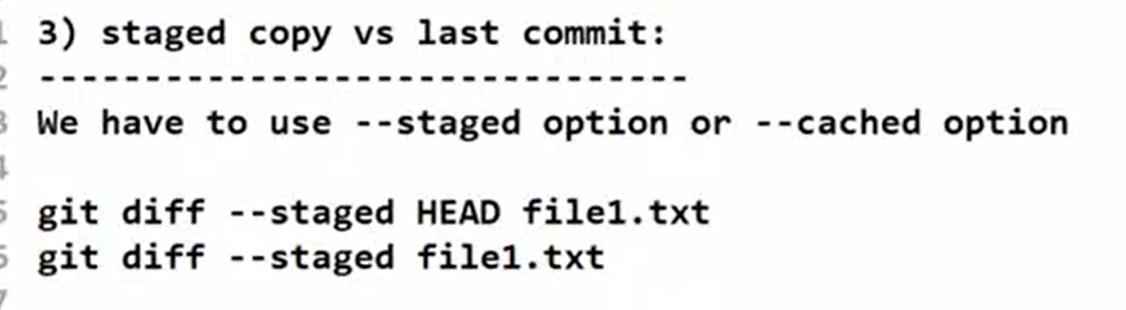 3) staged copy vs last commit:
-------------------------------
We have to use --staged option or --cached option
git diff --staged HEAD file1.txt
git diff --staged file1.txt